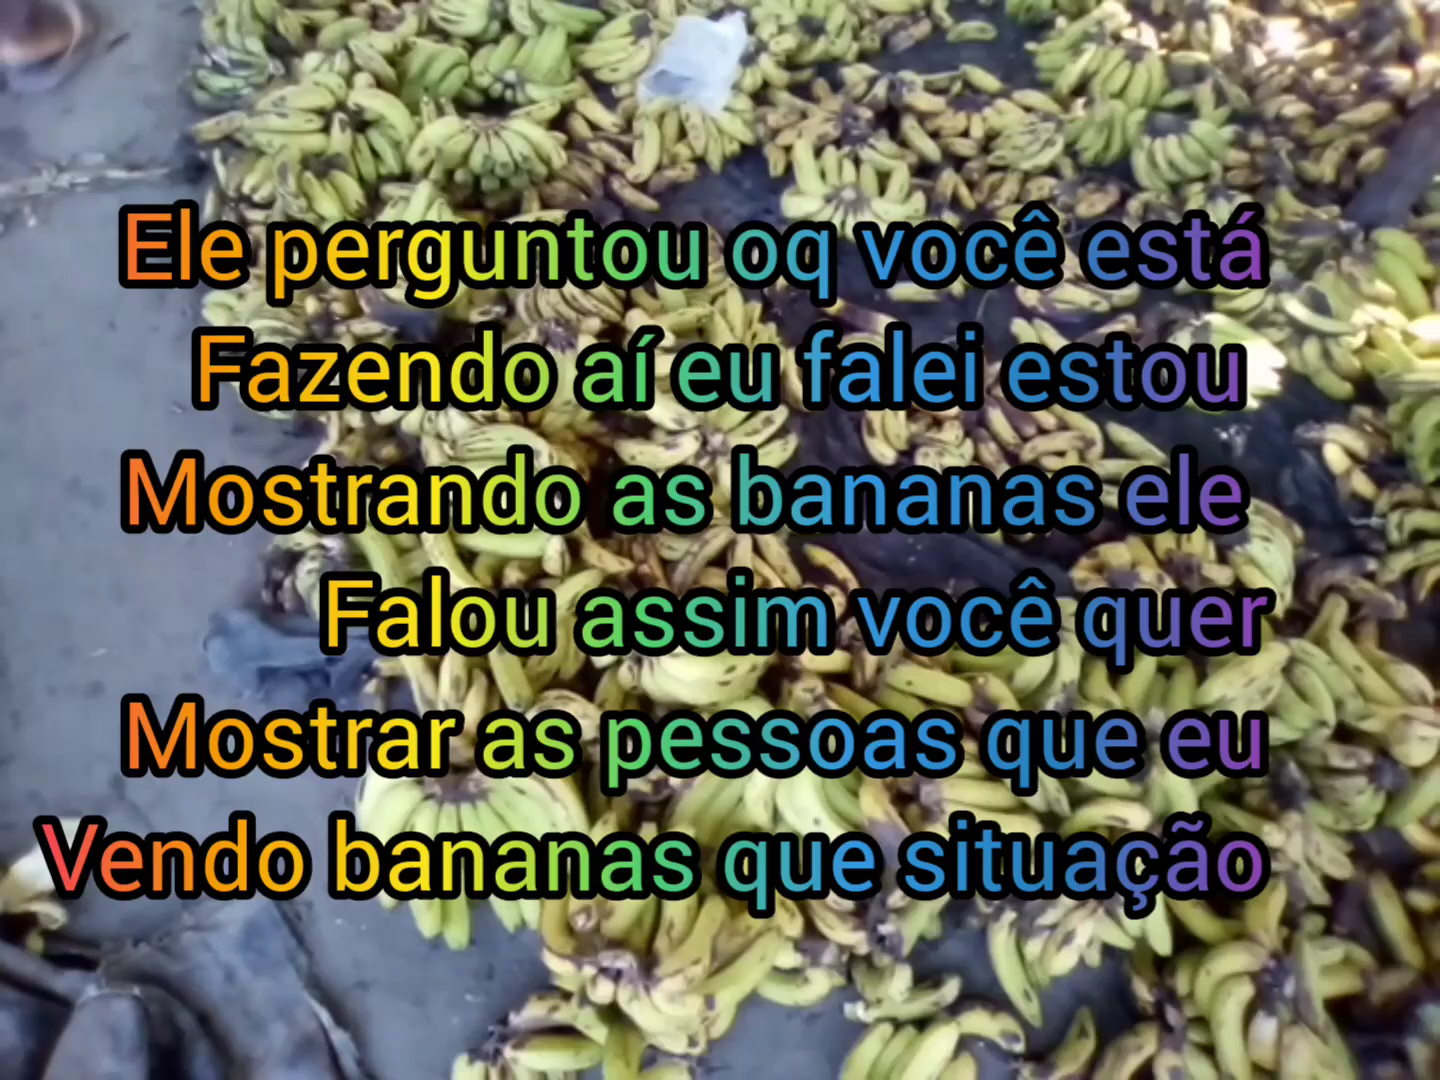 Ele perguntou oq você está
Fazendo aí eu falei estou
Mostrando as bananas ele
Falou assim você quer
Mostrar as pessoas que eu
Vendo bananas que situação